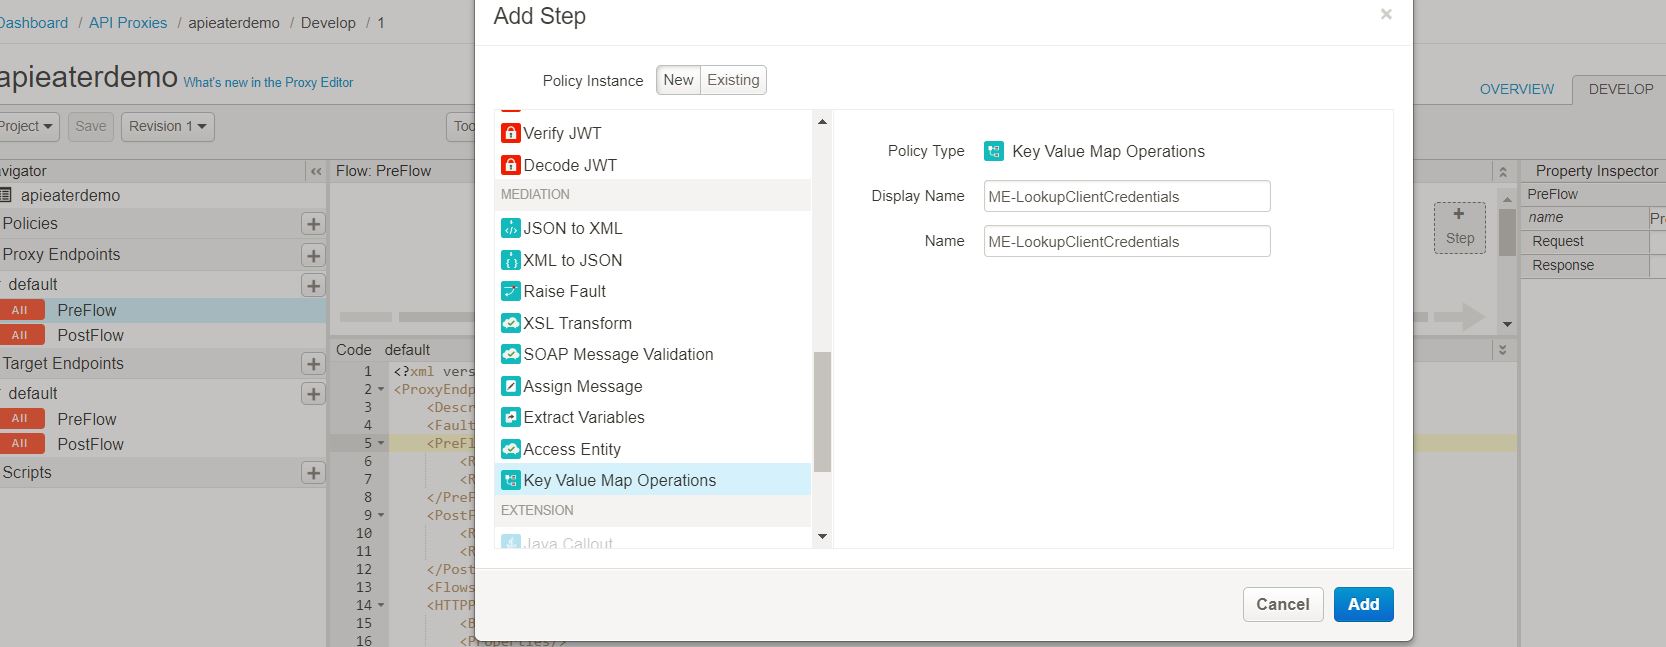 Dashboard / API Proxies / apieaterdemo / Develop / 1
apieaterdemo What's new in the Proxy Editor
OVERVIEW DEVELOP
Project Save Revision 1
Navigator
apieaterdemo
Policies
Proxy Endpoints
default
All PreFlow
All PostFlow
Target Endpoints
default
All PreFlow
All PostFlow
Scripts
Flow: PreFlow
Code default
1 <?xml vers
2 <ProxyEndp
3 <Descr
4 <Fault
5 <PreFl
6 <R
7 <R
8 </PreF
9 <PostF
10 <R
11 <R
12 </Post
13 <Flows
14 <HTTPP
15 <B
16 <Properties/>
Add Step
×
Policy Instance New Existing
Verify JWT
Decode JWT
MEDIATION
JSON to XML
XML to JSON
Raise Fault
XSL Transform
SOAP Message Validation
Assign Message
Extract Variables
Access Entity
Key Value Map Operations
EXTENSION
Java Callout
Policy Type Key Value Map Operations
Display Name ME-LookupClientCredentials
Name ME-LookupClientCredentials
Cancel Add
+
Step
Property Inspector
PreFlow
name Pr
Request
Response